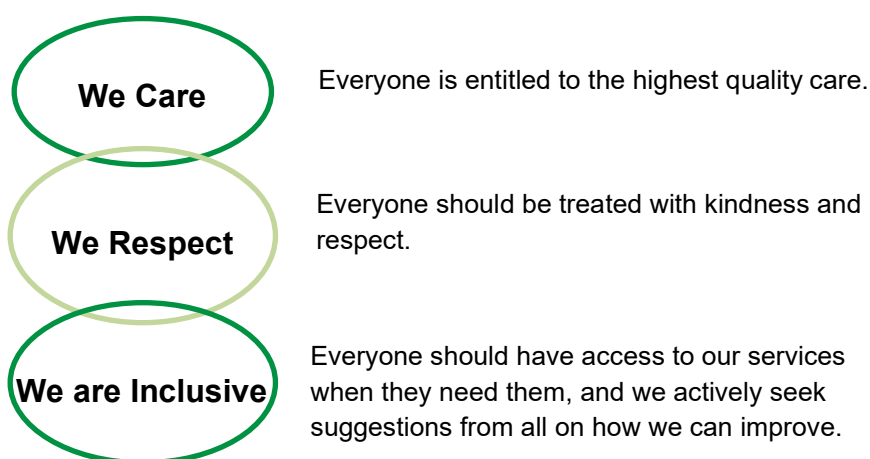 We Care
Everyone is entitled to the highest quality care.
We Respect
Everyone should be treated with kindness and
respect.
We are Inclusive
Everyone should have access to our services
when they need them, and we actively seek
suggestions from all on how we can improve.